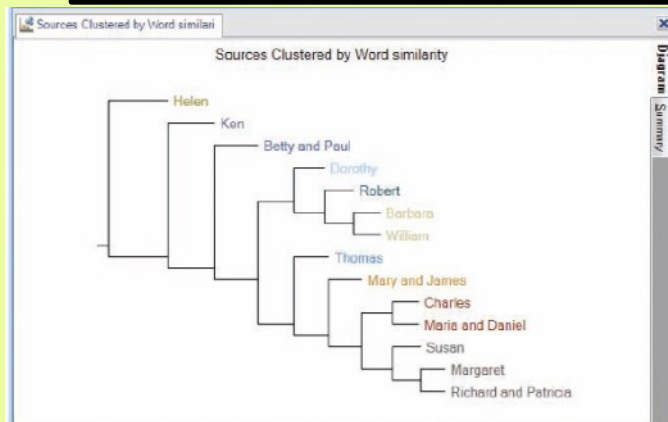 Sources Clustered by Word similari
Sources Clustered by Word similarity
Diagram
Summary
Helen
Ken
Betty and Paul
Dorothy
Robert
Barbara
William
Thomas
Mary and James
Charles
Maria and Daniel
Susan
Margaret
Richard and Patricia